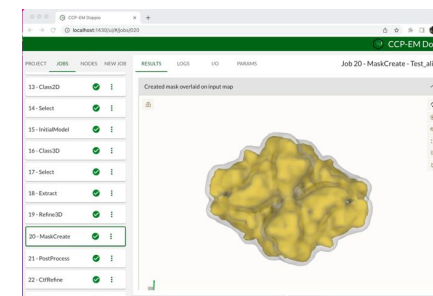 CCP-EM Doppio
localhost:1430/ui/#/jobs/020
CCP-EM Do
PROJECT JOBS NODES NEW JOB
RESULTS LOGS I/O PARAMS
Job 20 - MaskCreate - Test_ali
13 - Class2D
Created mask overlaid on input map
14 - Select
15 - InitialModel
16 - Class3D
17 - Select
18 - Extract
19 - Refine3D
20 - MaskCreate
21 - PostProcess
22 - CtfRefine